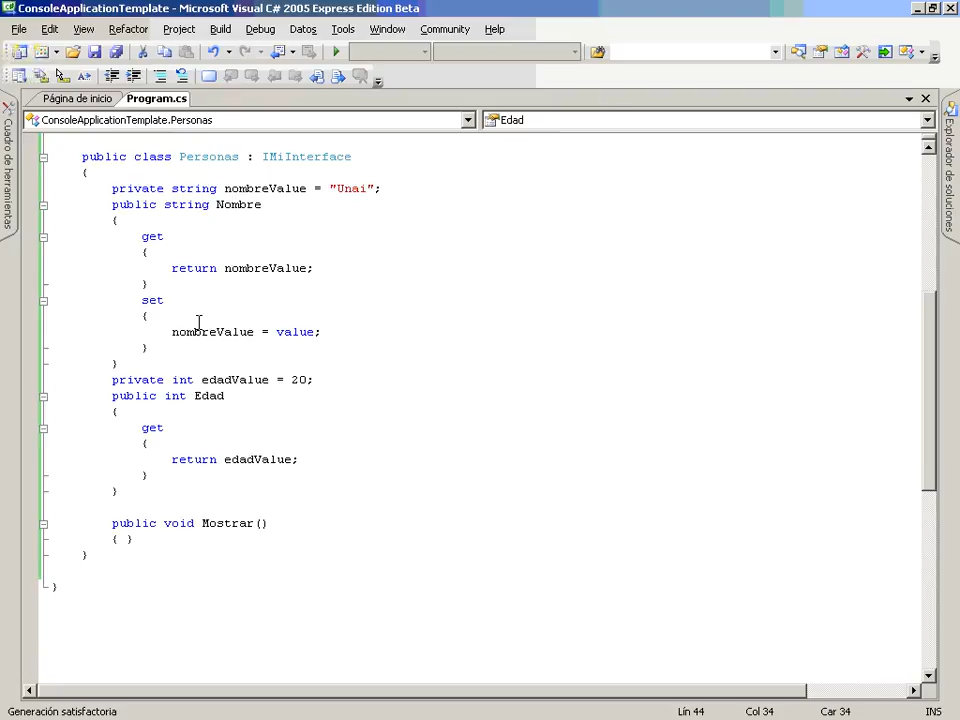 ConsoleApplicationTemplate - Microsoft Visual C# 2005 Express Edition Beta
File Edit View Refactor Project Build Debug Datos Tools Window Community Help
Página de inicio Program.cs
ConsoleApplicationTemplate.Personas Edad
Cuadro de herramientas
Explorador de soluciones
public class Personas : IMiInterface
{
private string nombreValue = "Unai";
public string Nombre
{
get
{
return nombreValue;
}
set
{
nombreValue = value;
}
}
private int edadValue = 20;
public int Edad
{
get
{
return edadValue;
}
}
public void Mostrar()
{ }
}
}
Generación satisfactoria Lín 44 Col 34 Car 34 INS